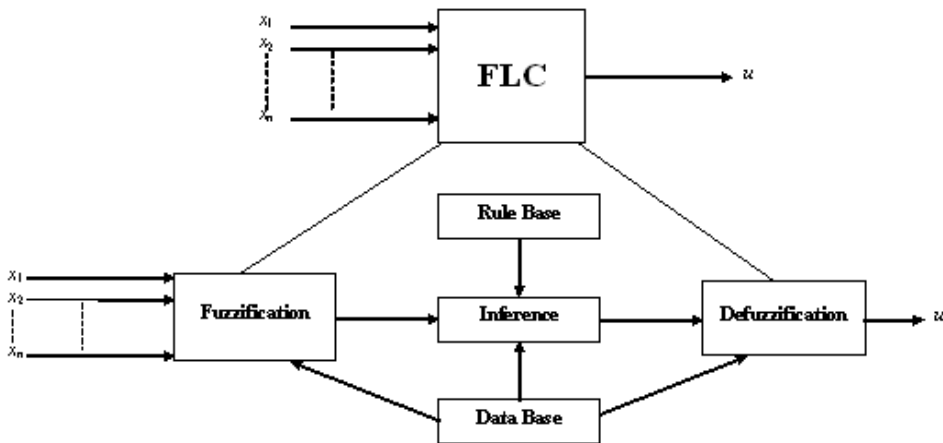 x1
x2
xn
FLC
u
Rule Base
x1
x2
xn
Fuzzification
Inference
Defuzzification
u
Data Base